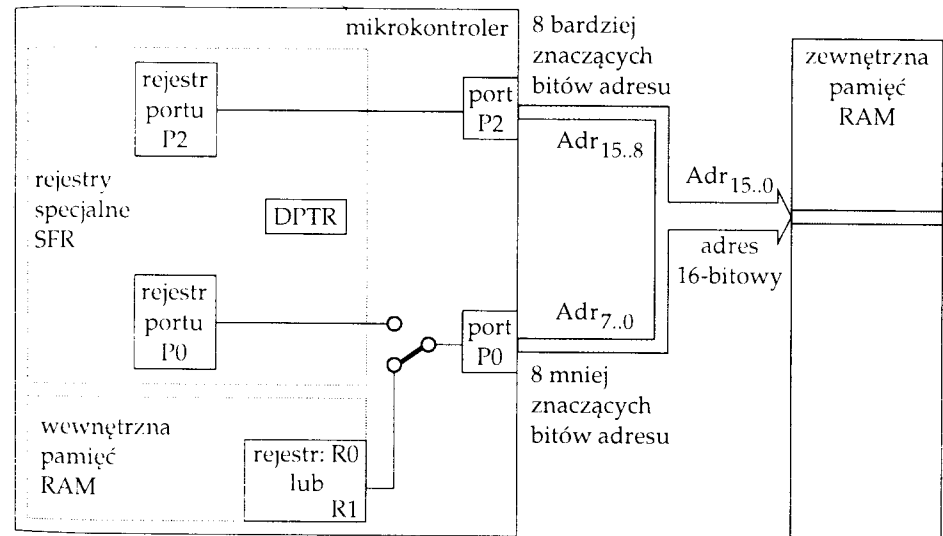 mikrokontroler
rejestr
portu
P2
port
P2
8 bardziej
znaczących
bitów adresu
zewnętrzna
pamięć
RAM
Adr15..8
Adr15..0
rejestry
specjalne
SFR
DPTR
adres
16-bitowy
rejestr
portu
P0
port
P0
Adr7..0
8 mniej
znaczących
bitów adresu
wewnętrzna
pamięć
RAM
rejestr: R0
lub
R1